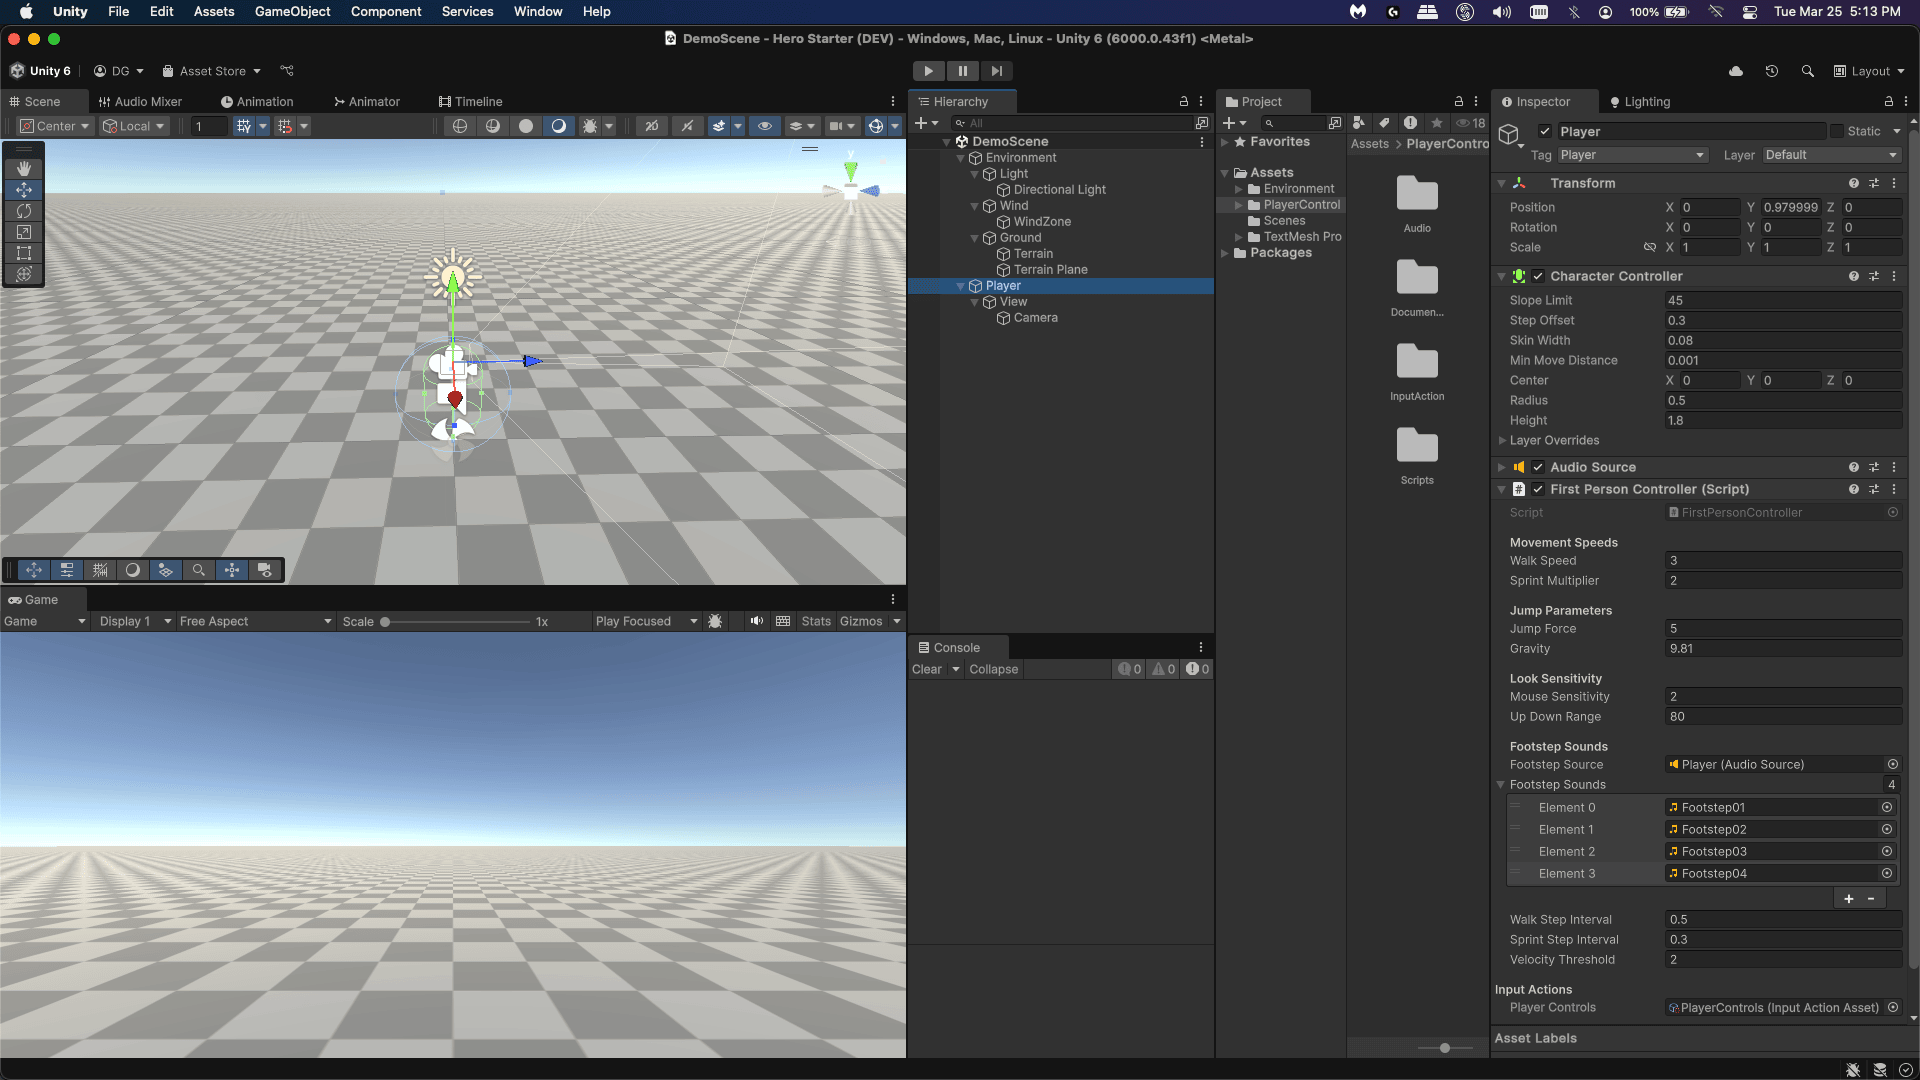 Unity File Edit Assets GameObject Component Services Window Help 100% Tue Mar 25 5:13 PM
DemoScene - Hero Starter (DEV) - Windows, Mac, Linux - Unity 6 (6000.0.43f1) <Metal>
Unity 6 DG Asset Store Layout
Scene Audio Mixer Animation Animator Timeline
Center Local 1 2D
y
Game
Game Display 1 Free Aspect Scale 1x Play Focused Stats Gizmos
Hierarchy
All
DemoScene
Environment
Light
Directional Light
Wind
WindZone
Ground
Terrain
Terrain Plane
Player
View
Camera
Console
Clear Collapse 0 0 0
Project
18
Favorites
Assets
Environment
PlayerControl
Scenes
TextMesh Pro
Packages
Assets > PlayerContro
Audio
Documen...
InputAction
Scripts
Inspector Lighting
Player Static
Tag Player Layer Default
Transform
Position X 0 Y 0.979999 Z 0
Rotation X 0 Y 0 Z 0
Scale X 1 Y 1 Z 1
Character Controller
Slope Limit 45
Step Offset 0.3
Skin Width 0.08
Min Move Distance 0.001
Center X 0 Y 0 Z 0
Radius 0.5
Height 1.8
Layer Overrides
Audio Source
# First Person Controller (Script)
Script FirstPersonController
Movement Speeds
Walk Speed 3
Sprint Multiplier 2
Jump Parameters
Jump Force 5
Gravity 9.81
Look Sensitivity
Mouse Sensitivity 2
Up Down Range 80
Footstep Sounds
Footstep Source Player (Audio Source)
Footstep Sounds 4
Element 0 Footstep01
Element 1 Footstep02
Element 2 Footstep03
Element 3 Footstep04
+ -
Walk Step Interval 0.5
Sprint Step Interval 0.3
Velocity Threshold 2
Input Actions
Player Controls PlayerControls (Input Action Asset)
Asset Labels